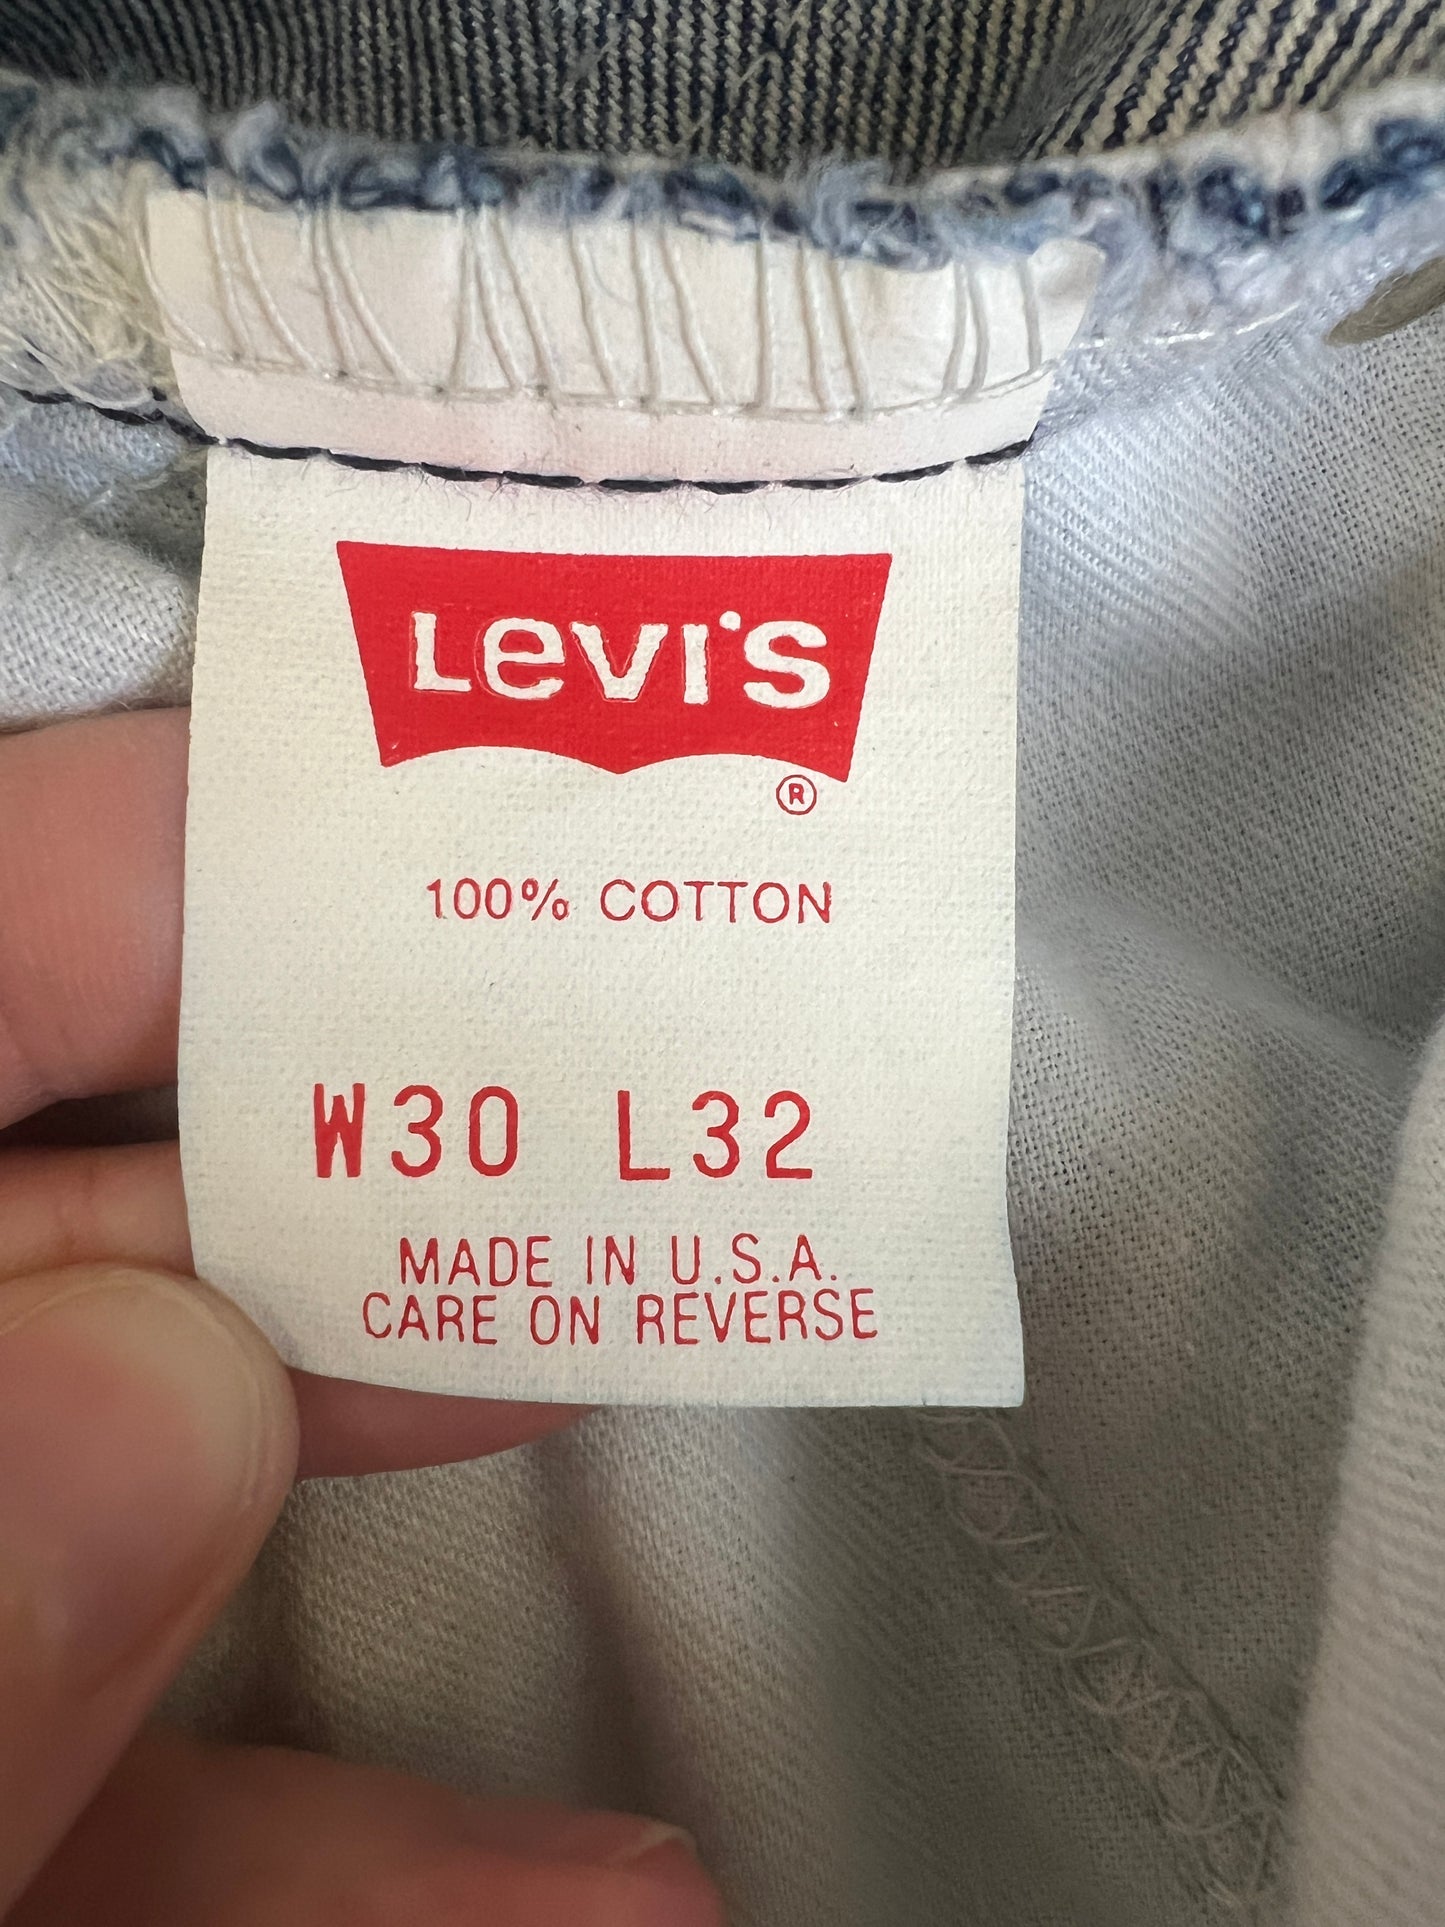 Levi's
®
100% COTTON
W30 L32
MADE IN U.S.A.
CARE ON REVERSE